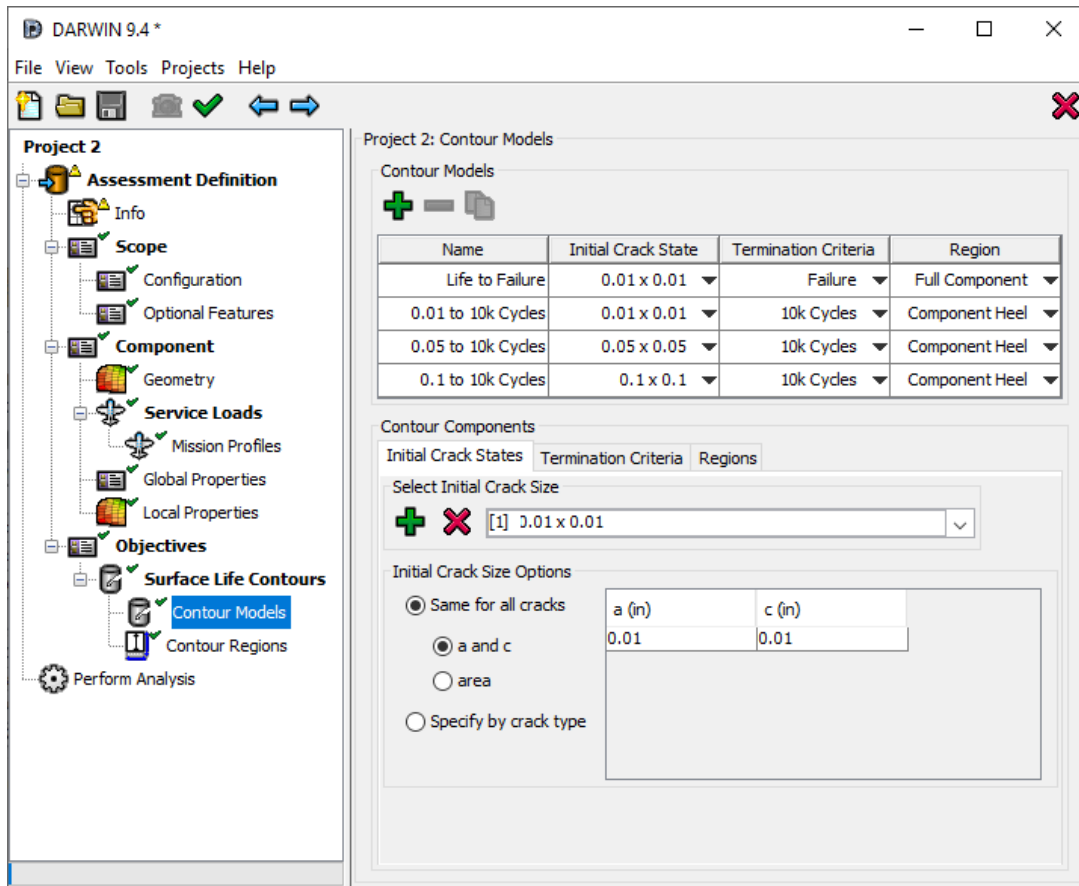 DARWIN 9.4 *
File View Tools Projects Help
Project 2
Assessment Definition
Info
Scope
Configuration
Optional Features
Component
Geometry
Service Loads
Mission Profiles
Global Properties
Local Properties
Objectives
Surface Life Contours
Contour Models
Contour Regions
Perform Analysis
Project 2: Contour Models
Contour Models
Name Initial Crack State Termination Criteria Region
Life to Failure 0.01 x 0.01 Failure Full Component
0.01 to 10k Cycles 0.01 x 0.01 10k Cycles Component Heel
0.05 to 10k Cycles 0.05 x 0.05 10k Cycles Component Heel
0.1 to 10k Cycles 0.1 x 0.1 10k Cycles Component Heel
Contour Components
Initial Crack States Termination Criteria Regions
Select Initial Crack Size
[1] 0.01 x 0.01
Initial Crack Size Options
Same for all cracks
a and c
area
Specify by crack type
a (in) c (in)
0.01 0.01